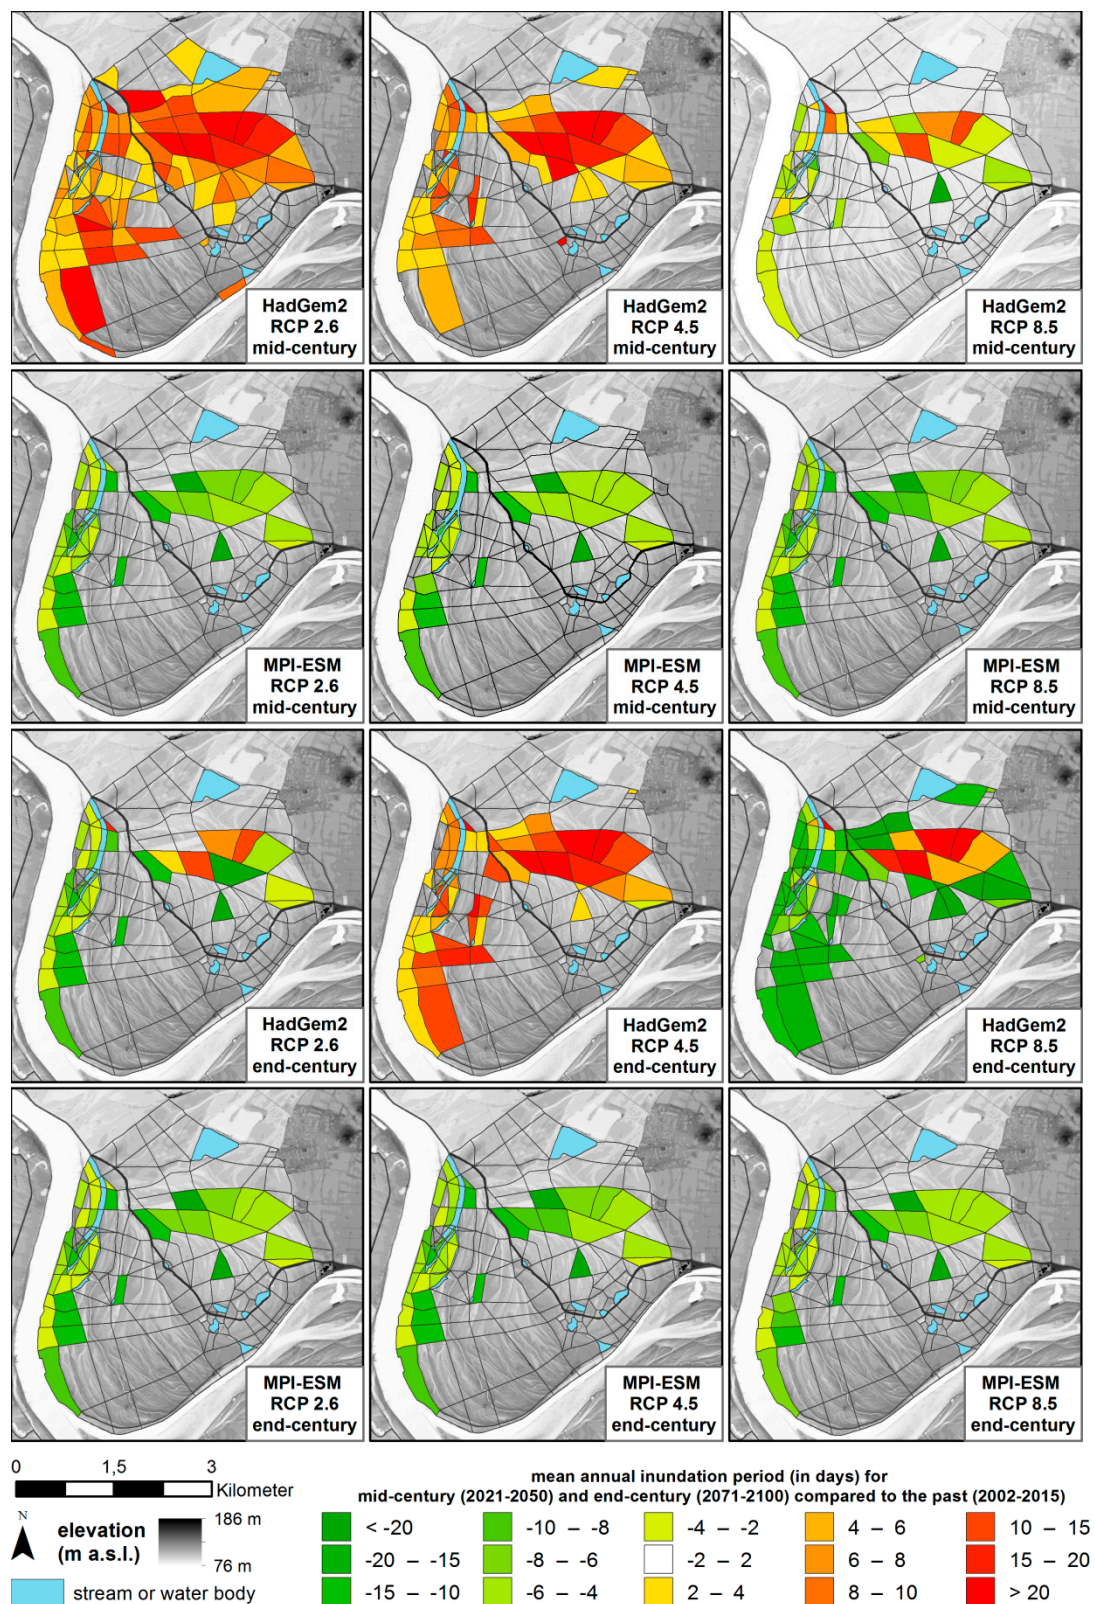 HadGem2
RCP 2.6
mid-century
HadGem2
RCP 4.5
mid-century
HadGem2
RCP 8.5
mid-century
MPI-ESM
RCP 2.6
mid-century
MPI-ESM
RCP 4.5
mid-century
MPI-ESM
RCP 8.5
mid-century
HadGem2
RCP 2.6
end-century
HadGem2
RCP 4.5
end-century
HadGem2
RCP 8.5
end-century
MPI-ESM
RCP 2.6
end-century
MPI-ESM
RCP 4.5
end-century
MPI-ESM
RCP 8.5
end-century
0 1,5 3
Kilometer
N
elevation
(m a.s.l.)
186 m
76 m
stream or water body
mean annual inundation period (in days) for
mid-century (2021-2050) and end-century (2071-2100) compared to the past (2002-2015)
< -20
-20 – -15
-15 – -10
-10 – -8
-8 – -6
-6 – -4
-4 – -2
-2 – 2
2 – 4
4 – 6
6 – 8
8 – 10
10 – 15
15 – 20
> 20